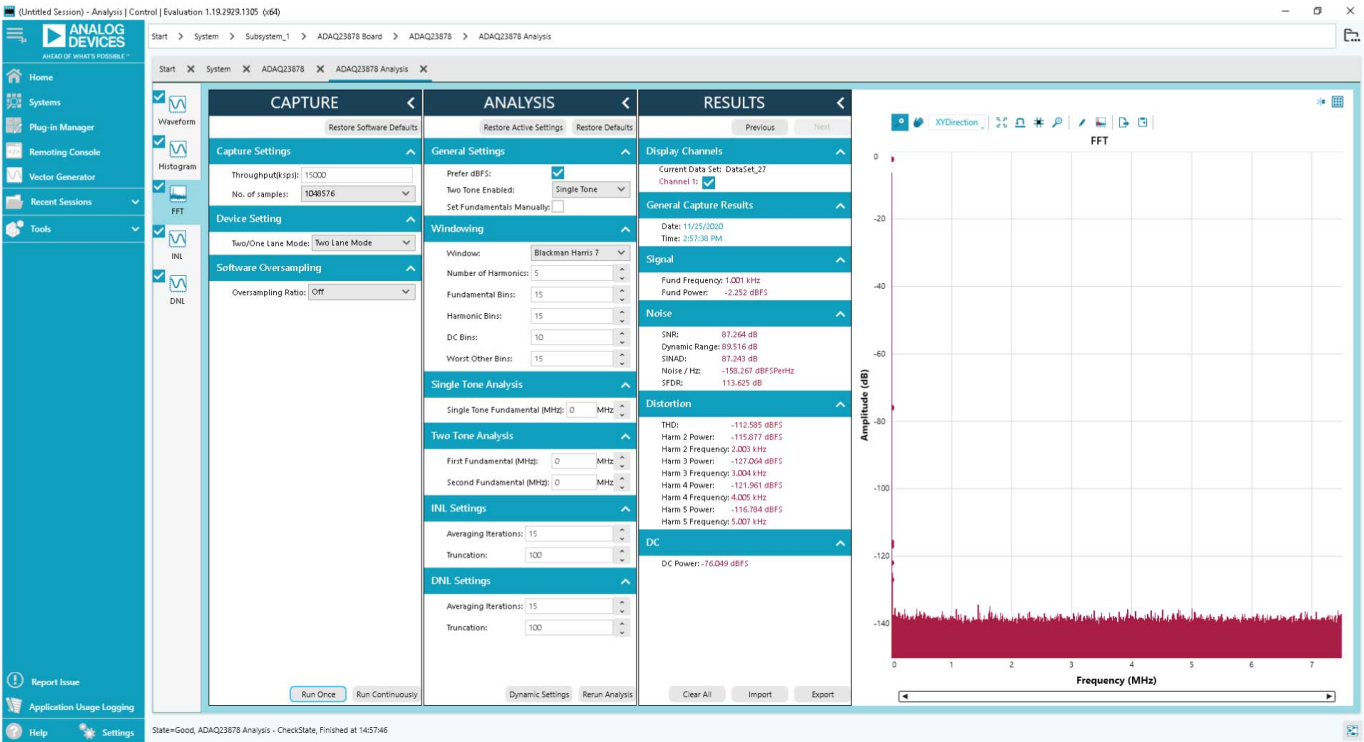 (Untitled Session) - Analysis | Control | Evaluation 1.19.2929.1305 (x64)
ANALOG
DEVICES
AHEAD OF WHAT'S POSSIBLE™
Start > System > Subsystem_1 > ADAQ23878 Board > ADAQ23878 > ADAQ23878 Analysis
Start System ADAQ23878 ADAQ23878 Analysis
Home
Systems
Plug-in Manager
Remoting Console
Vector Generator
Recent Sessions
Tools
Report Issue
Application Usage Logging
Help Settings
Waveform
Histogram
FFT
INL
DNL
CAPTURE
Restore Software Defaults
Capture Settings
Throughput(ksps): 15000
No. of samples: 1048576
Device Setting
Two/One Lane Mode: Two Lane Mode
Software Oversampling
Oversampling Ratio: Off
Run Once Run Continuously
ANALYSIS
Restore Active Settings Restore Defaults
General Settings
Prefer dBFS:
Two Tone Enabled: Single Tone
Set Fundamentals Manually:
Windowing
Window: Blackman Harris 7
Number of Harmonics: 5
Fundamental Bins: 15
Harmonic Bins: 15
DC Bins: 10
Worst Other Bins: 15
Single Tone Analysis
Single Tone Fundamental (MHz): 0 MHz
Two Tone Analysis
First Fundamental (MHz): 0 MHz
Second Fundamental (MHz): 0 MHz
INL Settings
Averaging Iterations: 15
Truncation: 100
DNL Settings
Averaging Iterations: 15
Truncation: 100
Dynamic Settings Rerun Analysis
RESULTS
Previous Next
Display Channels
Current Data Set: DataSet_27
Channel 1:
General Capture Results
Date: 11/25/2020
Time: 2:57:38 PM
Signal
Fund Frequency: 1.001 kHz
Fund Power: -2.252 dBFS
Noise
SNR: 87.264 dB
Dynamic Range: 89.516 dB
SINAD: 87.243 dB
Noise / Hz: -158.267 dBFSPerHz
SFDR: 113.625 dB
Distortion
THD: -112.585 dBFS
Harm 2 Power: -115.877 dBFS
Harm 2 Frequency: 2.003 kHz
Harm 3 Power: -127.064 dBFS
Harm 3 Frequency: 3.004 kHz
Harm 4 Power: -121.961 dBFS
Harm 4 Frequency: 4.005 kHz
Harm 5 Power: -116.784 dBFS
Harm 5 Frequency: 5.007 kHz
DC
DC Power: -76.049 dBFS
Clear All Import Export
XYDirection
FFT
Amplitude (dB)
0
-20
-40
-60
-80
-100
-120
-140
0 1 2 3 4 5 6 7
Frequency (MHz)
State=Good, ADAQ23878 Analysis - CheckState, Finished at 14:57:46